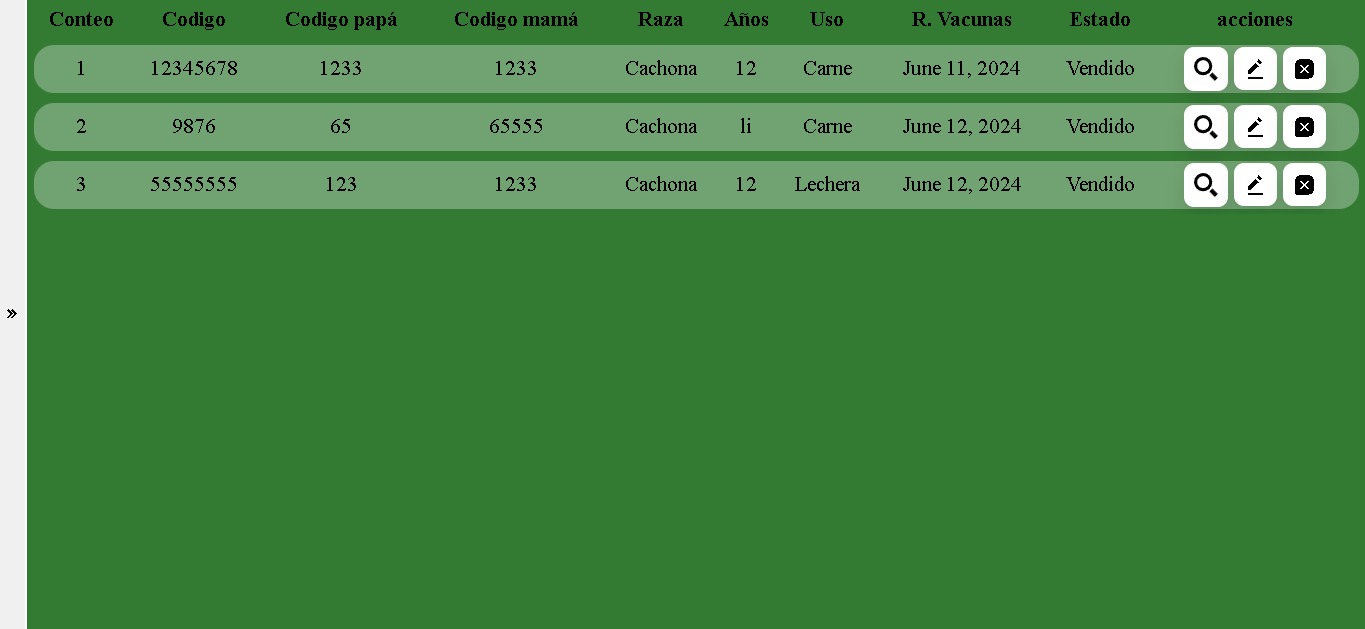 Conteo Codigo Codigo papá Codigo mamá Raza Años Uso R. Vacunas Estado acciones
1 12345678 1233 1233 Cachona 12 Carne June 11, 2024 Vendido
2 9876 65 65555 Cachona li Carne June 12, 2024 Vendido
3 55555555 123 1233 Cachona 12 Lechera June 12, 2024 Vendido
»